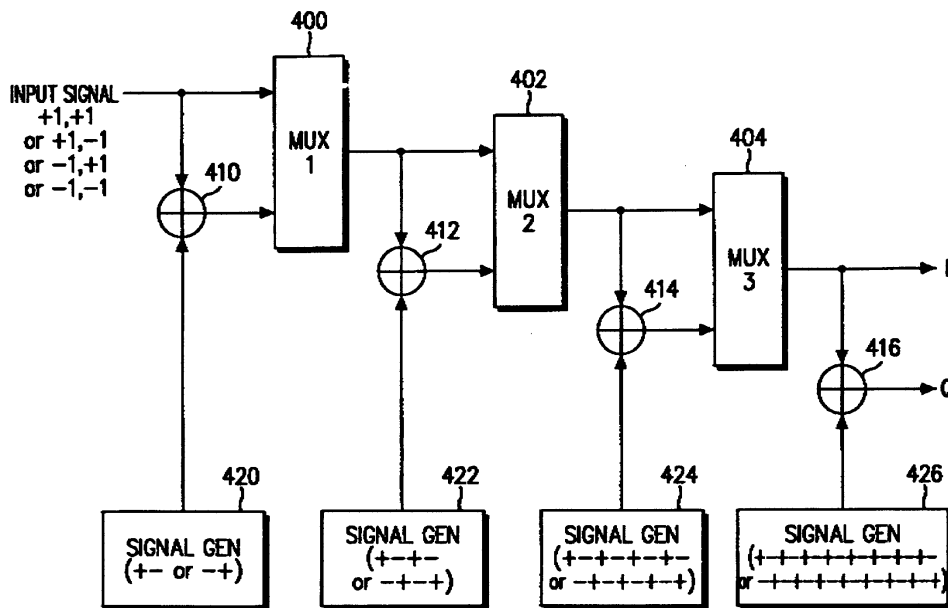 400
INPUT SIGNAL
+1,+1
or +1,-1
or -1,+1
or -1,-1
MUX
1
402
410
MUX
2
404
412
MUX
3
I
414
416
420
SIGNAL GEN
(+- or -+)
422
SIGNAL GEN
(+-+-
or -+-+)
424
SIGNAL GEN
(+-+-+-+-
or -+-+-+-+)
426
SIGNAL GEN
(+-+-+-+-+-+-+-+-
or -+-+-+-+-+-+-+-+)